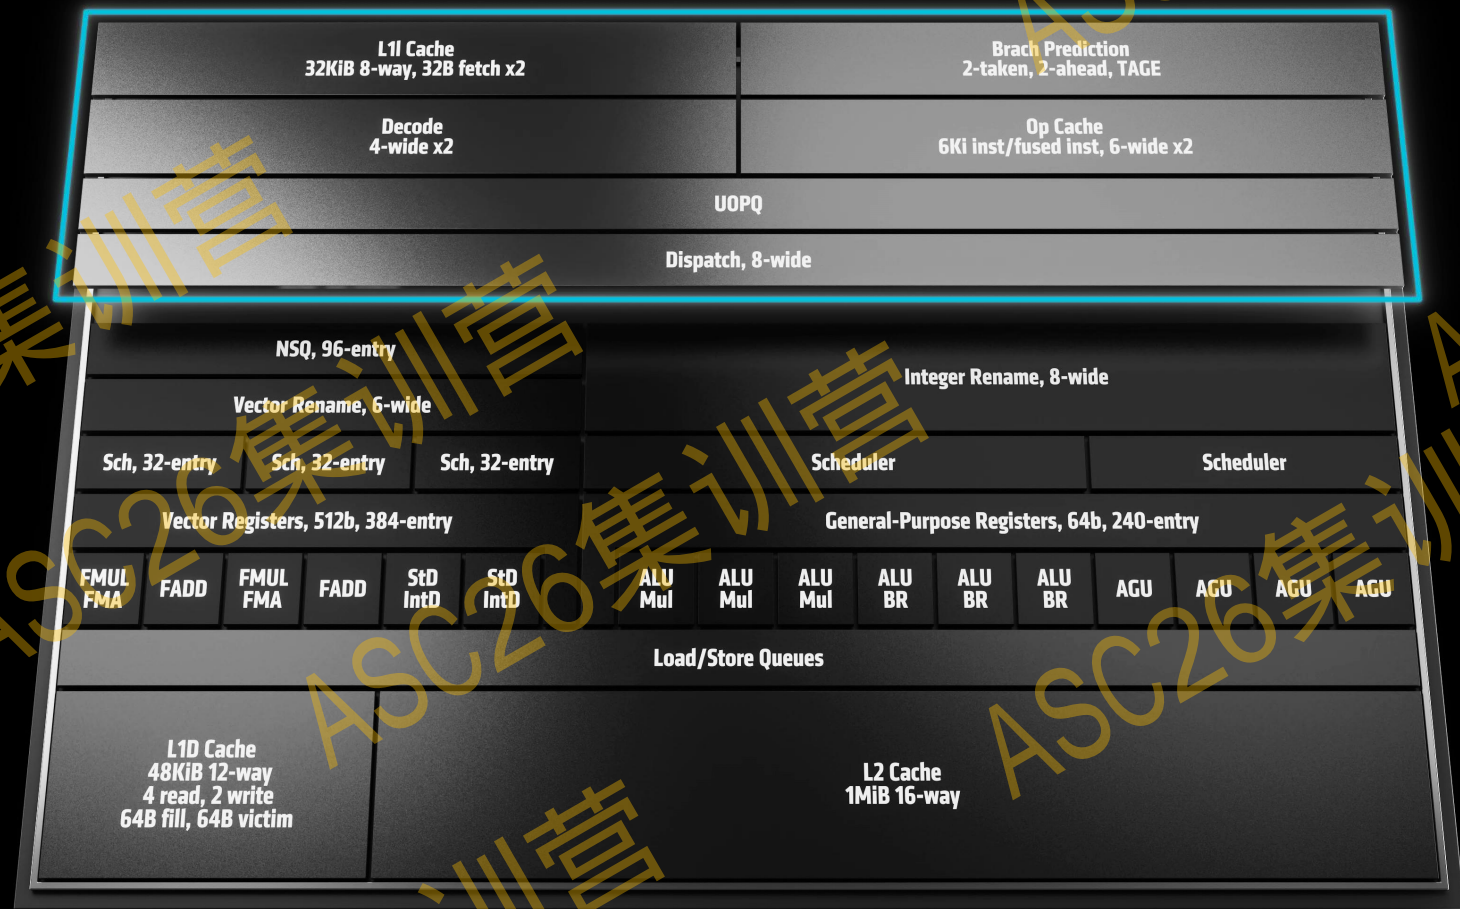 L1I Cache
32KiB 8-way, 32B fetch x2
Brach Prediction
2-taken, 2-ahead, TAGE
Decode
4-wide x2
Op Cache
6Ki inst/fused inst, 6-wide x2
UOPQ
Dispatch, 8-wide
NSQ, 96-entry
Integer Rename, 8-wide
Vector Rename, 6-wide
Sch, 32-entry
Sch, 32-entry
Sch, 32-entry
Scheduler
Scheduler
Vector Registers, 512b, 384-entry
General-Purpose Registers, 64b, 240-entry
FMUL
FMA
FADD
FMUL
FMA
FADD
StD
IntD
StD
IntD
ALU
Mul
ALU
Mul
ALU
Mul
ALU
BR
ALU
BR
ALU
BR
AGU
AGU
AGU
AGU
Load/Store Queues
L1D Cache
48KiB 12-way
4 read, 2 write
64B fill, 64B victim
L2 Cache
1MiB 16-way
ASC26集训营
ASC26集训营
ASC26集训营
集训营
训营